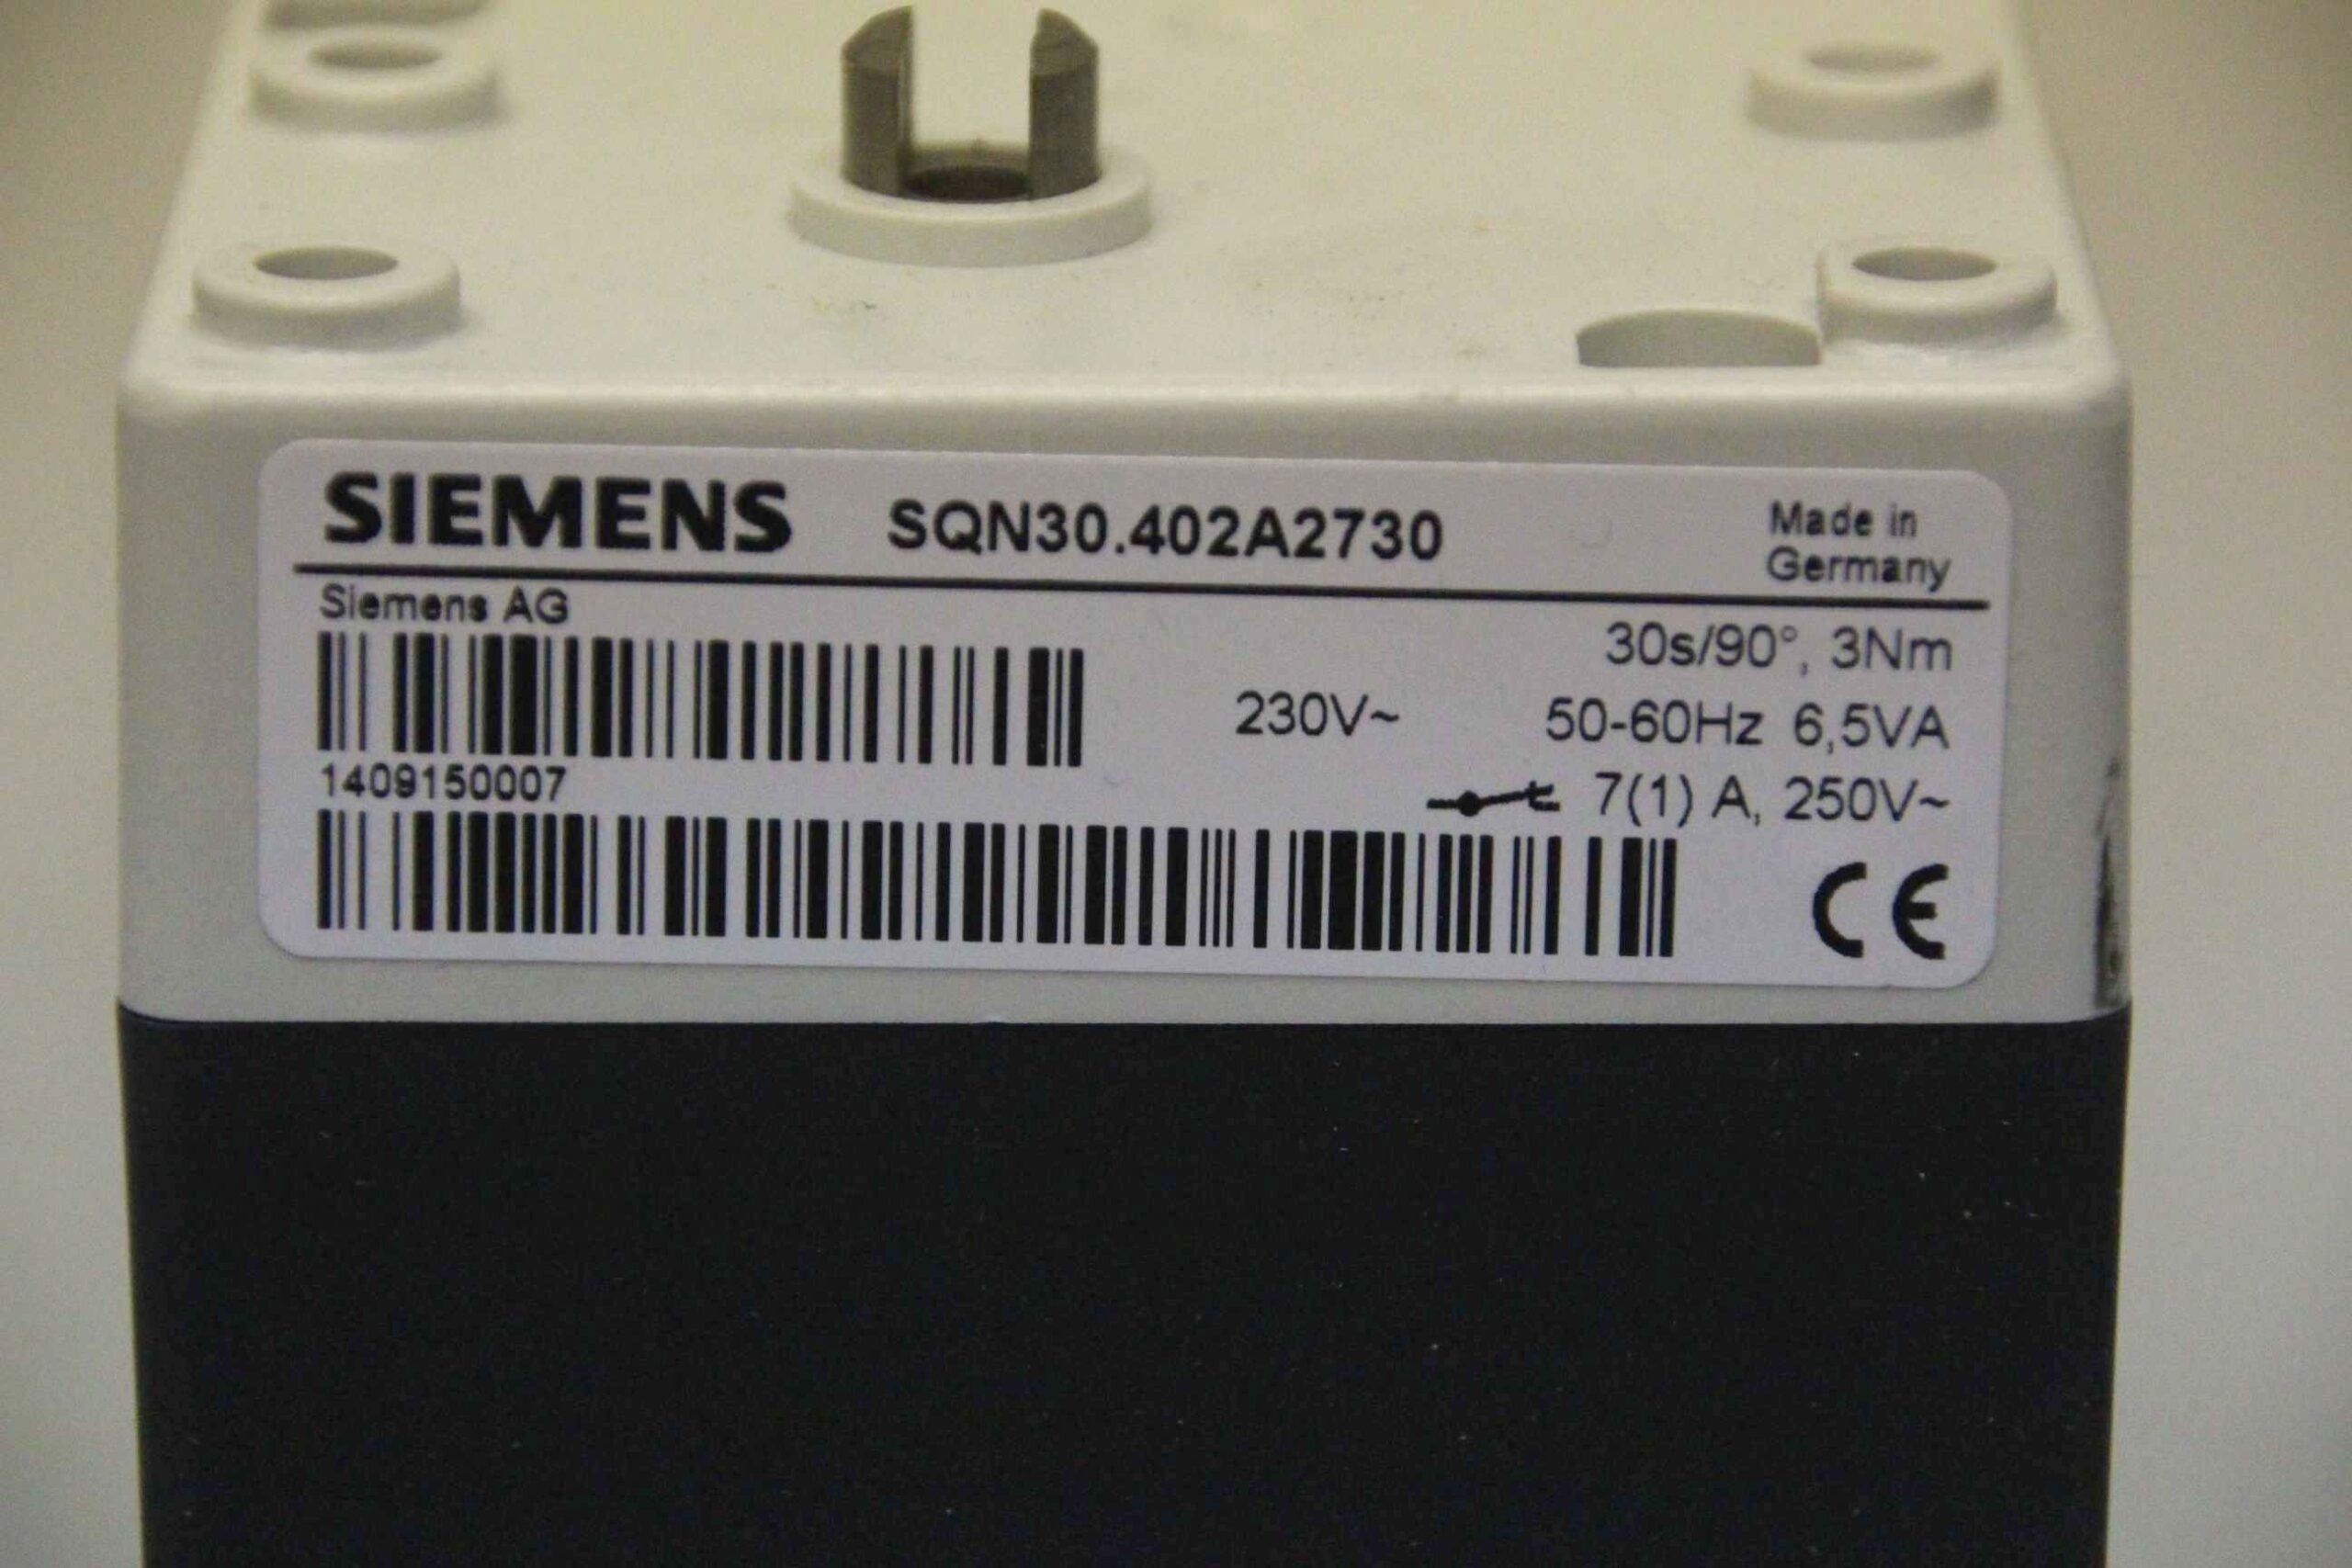 SIEMENS SQN30.402A2730 Made in Germany
Siemens AG
30s/90°, 3Nm
230V~ 50-60Hz 6,5VA
1409150007
7(1) A, 250V~
CE